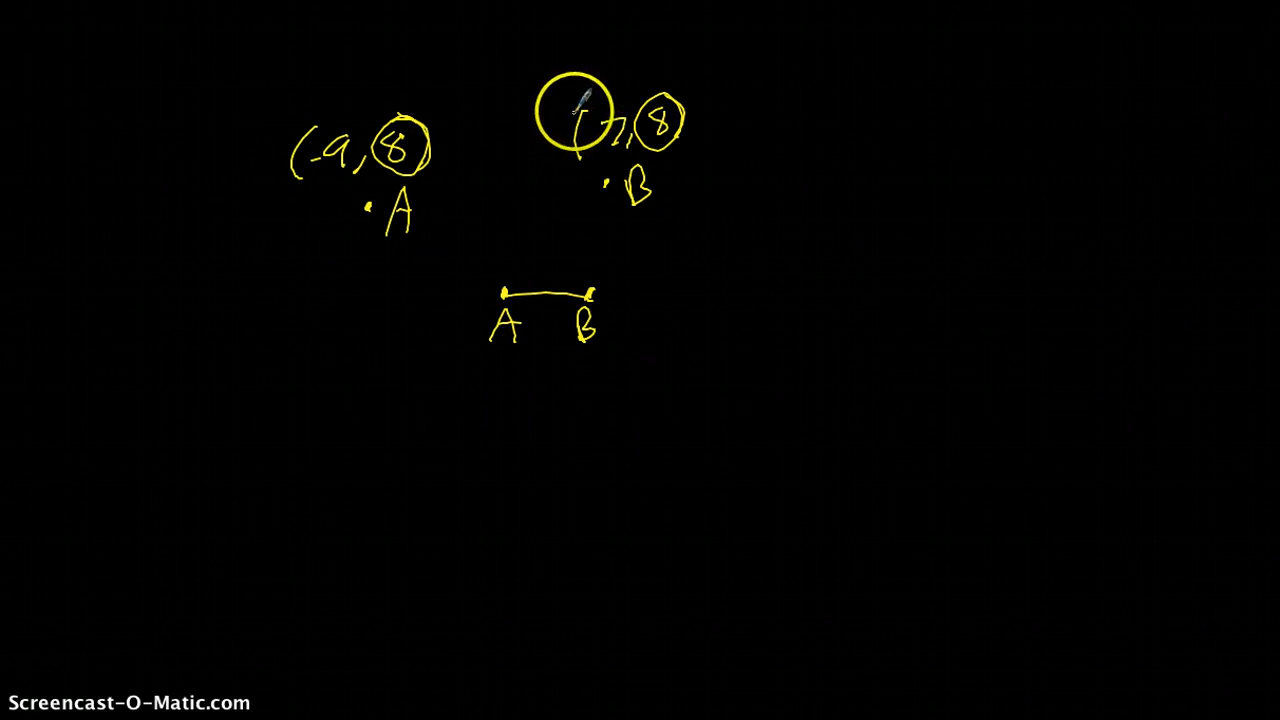 (-9, 8)
(-7, 8
• A
• B
A B
Screencast-O-Matic.com